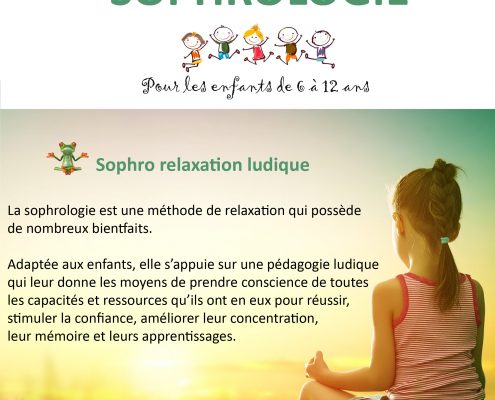 SOPHROLOGIE
Pour les enfants de 6 à 12 ans
Sophro relaxation ludique
La sophrologie est une méthode de relaxation qui possède
de nombreux bientfaits.
Adaptée aux enfants, elle s’appuie sur une pédagogie ludique
qui leur donne les moyens de prendre conscience de toutes
les capacités et ressources qu’ils ont en eux pour réussir,
stimuler la confiance, améliorer leur concentration,
leur mémoire et leurs apprentissages.